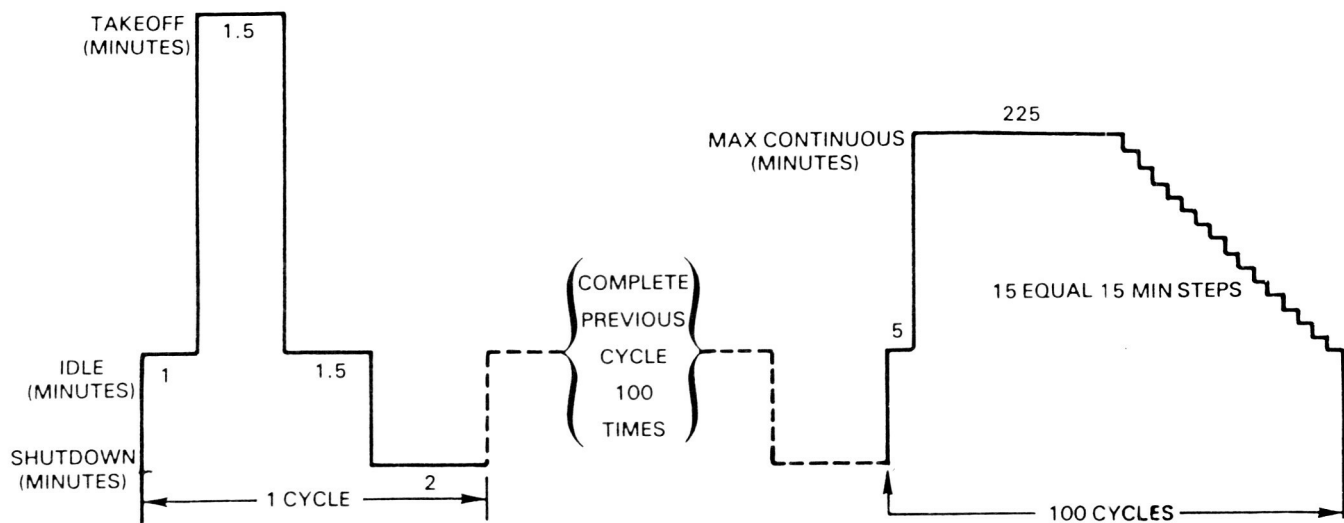 TAKEOFF
(MINUTES)
1.5
IDLE
(MINUTES)
1
1.5
SHUTDOWN
(MINUTES)
2
1 CYCLE
COMPLETE
PREVIOUS
CYCLE
100
TIMES
MAX CONTINUOUS
(MINUTES)
225
5
15 EQUAL 15 MIN STEPS
100 CYCLES